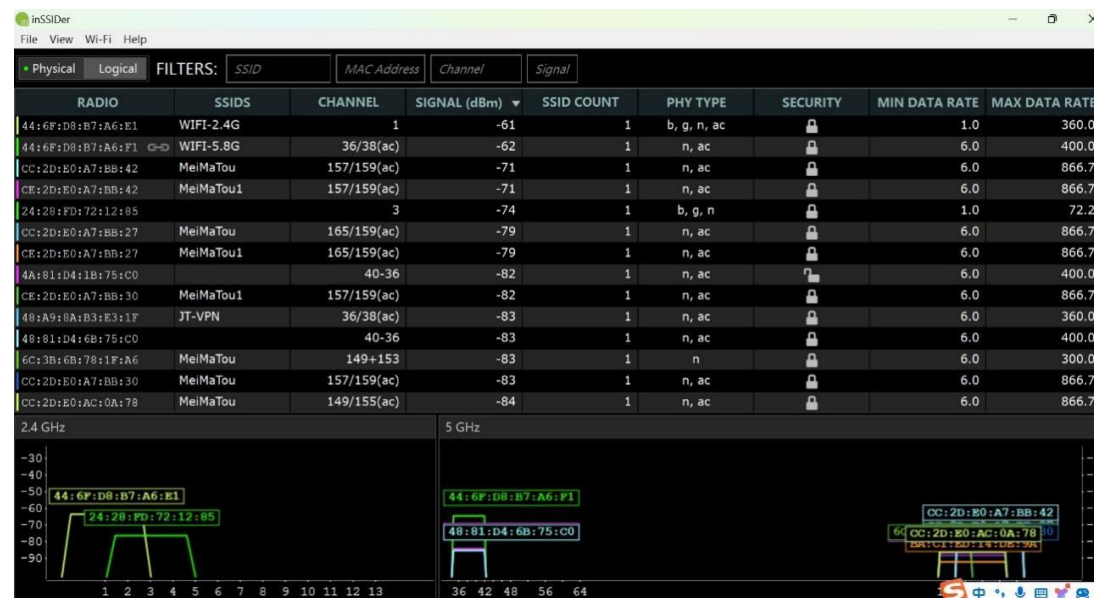 inSSIDer
File View Wi-Fi Help
Physical Logical FILTERS: SSID MAC Address Channel Signal
RADIO SSIDS CHANNEL SIGNAL (dBm) ▼ SSID COUNT PHY TYPE SECURITY MIN DATA RATE MAX DATA RATE
44:6F:D8:B7:A6:E1 WIFI-2.4G 1 -61 1 b, g, n, ac 1.0 360.0
44:6F:D8:B7:A6:F1 WIFI-5.8G 36/38(ac) -62 1 n, ac 6.0 400.0
CC:2D:E0:A7:BB:42 MeiMaTou 157/159(ac) -71 1 n, ac 6.0 866.7
CE:2D:E0:A7:BB:42 MeiMaTou1 157/159(ac) -71 1 n, ac 6.0 866.7
24:28:FD:72:12:85 3 -74 1 b, g, n 1.0 72.2
CC:2D:E0:A7:BB:27 MeiMaTou 165/159(ac) -79 1 n, ac 6.0 866.7
CE:2D:E0:A7:BB:27 MeiMaTou1 165/159(ac) -79 1 n, ac 6.0 866.7
4A:81:D4:1B:75:C0 40-36 -82 1 n, ac 6.0 400.0
CE:2D:E0:A7:BB:30 MeiMaTou1 157/159(ac) -82 1 n, ac 6.0 866.7
48:A9:8A:B3:E3:1F JT-VPN 36/38(ac) -83 1 n, ac 6.0 360.0
48:81:D4:6B:75:C0 40-36 -83 1 n, ac 6.0 400.0
6C:3B:6B:78:1F:A6 MeiMaTou 149+153 -83 1 n 6.0 300.0
CC:2D:E0:A7:BB:30 MeiMaTou 157/159(ac) -83 1 n, ac 6.0 866.7
CC:2D:E0:AC:0A:78 MeiMaTou 149/155(ac) -84 1 n, ac 6.0 866.7
2.4 GHz 5 GHz
-30
-40
-50 44:6F:D8:B7:A6:E1 44:6F:D8:B7:A6:F1
-60 24:28:FD:72:12:85 CC:2D:E0:A7:BB:42
-70 48:81:D4:6B:75:C0 CC:2D:E0:AC:0A:78
-80
-90
1 2 3 4 5 6 7 8 9 10 11 12 13 36 42 48 56 64
中